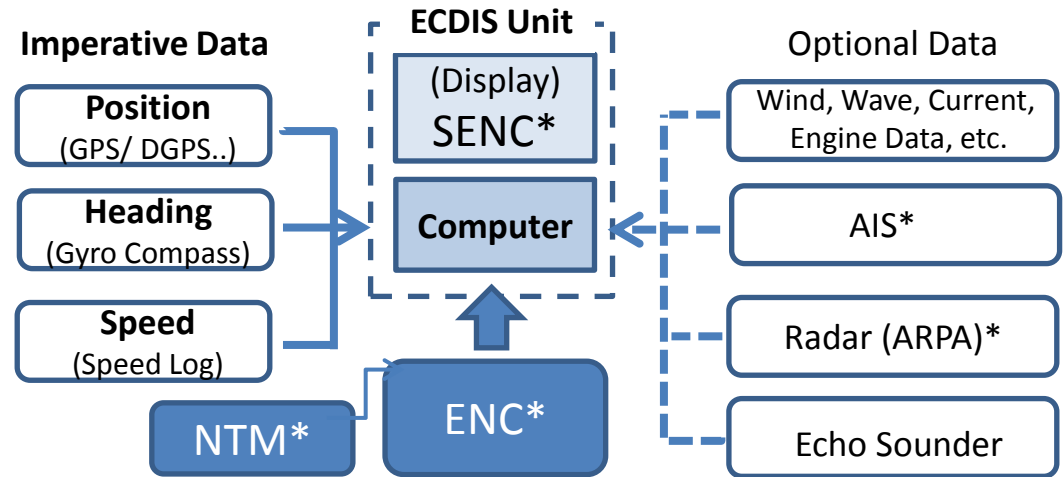 Imperative Data
Position
(GPS/ DGPS..)
Heading
(Gyro Compass)
Speed
(Speed Log)
NTM*
ECDIS Unit
(Display)
SENC*
Computer
ENC*
Optional Data
Wind, Wave, Current,
Engine Data, etc.
AIS*
Radar (ARPA)*
Echo Sounder